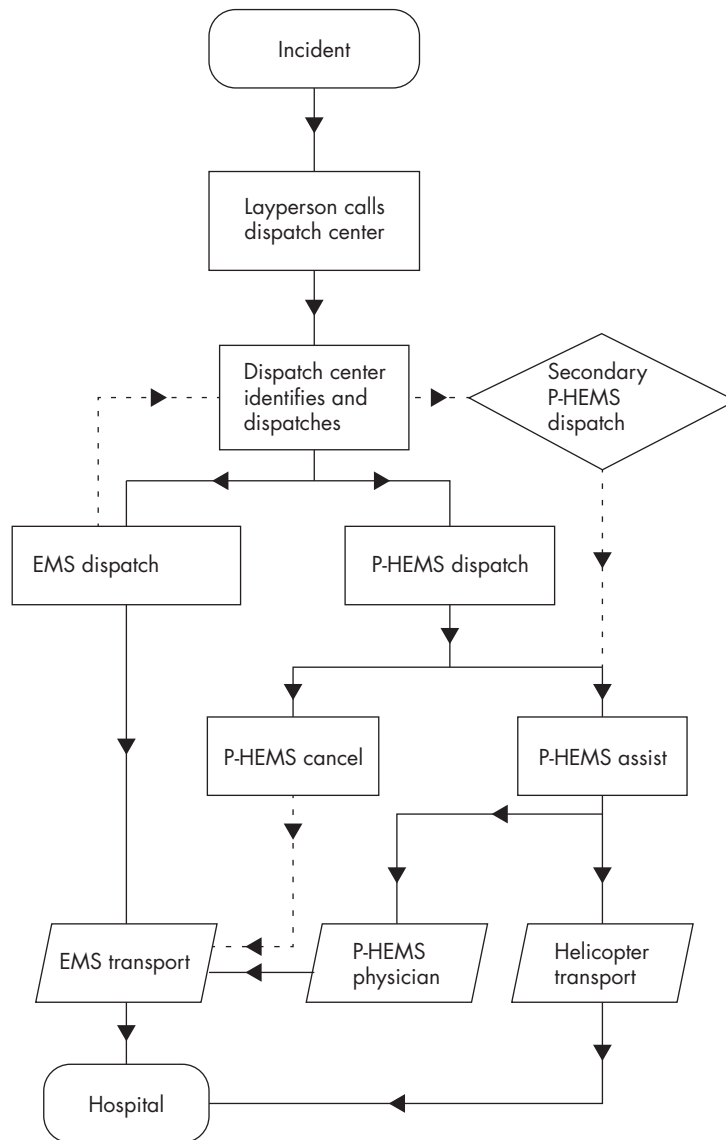 Incident
Layperson calls
dispatch center
Dispatch center
identifies and
dispatches
Secondary
P-HEMS
dispatch
EMS dispatch
P-HEMS dispatch
P-HEMS cancel
P-HEMS assist
EMS transport
P-HEMS
physician
Helicopter
transport
Hospital